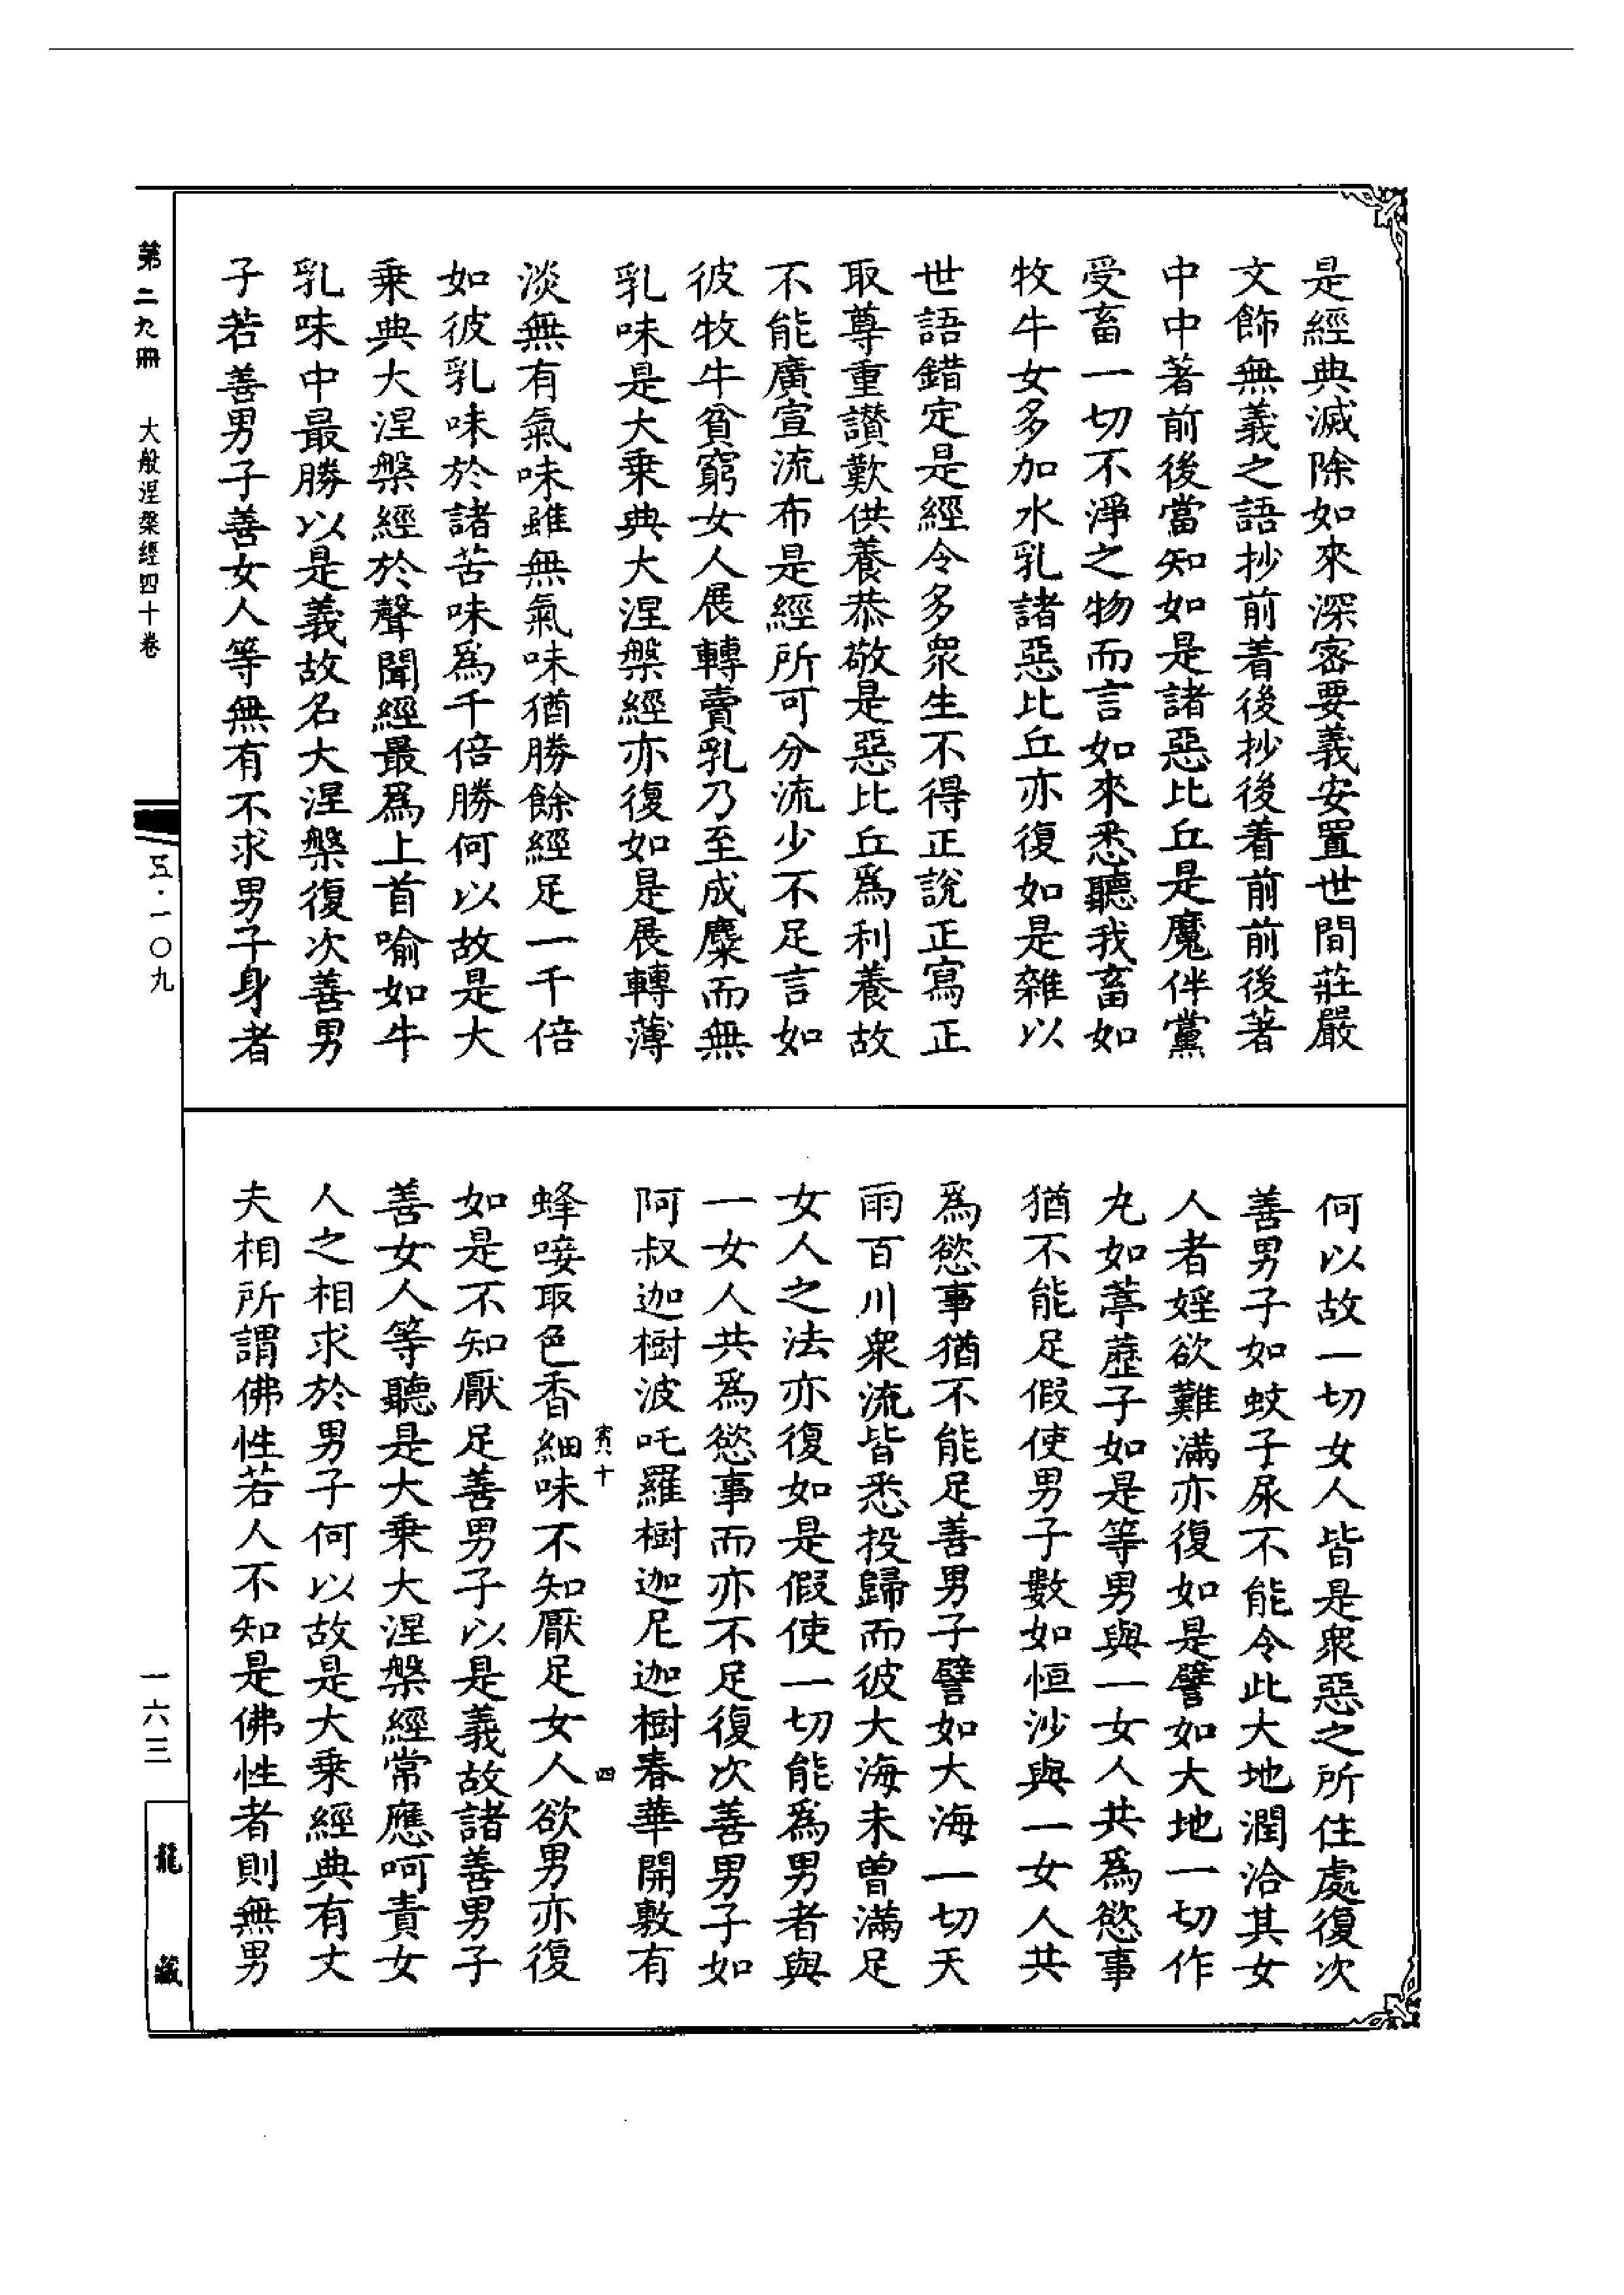 是經典滅除如來深密要義安置世間莊嚴
文飾無義之語抄前着後抄後着前前後著
中中著前後當知如是諸惡比丘是魔伴黨
受畜一切不淨之物而言如來悉聽我畜如
牧牛女多加水乳諸惡比丘亦復如是雜以
世語錯定是經令多衆生不得正說正寫正
取尊重讃歎供養恭敬是惡比丘爲利養故
不能廣宣流布是經所可分流少不足言如
彼牧牛貧窮女人展轉賣乳乃至成糜而無
乳味是大乗典大涅槃經亦復如是展轉薄
淡無有氣味雖無氣味猶勝餘經足一千倍
如彼乳味於諸苦味爲千倍勝何以故是大
乗典大涅槃經於聲聞經最爲上首喻如牛
乳味中最勝以是義故名大涅槃復次善男
子若善男子善女人等無有不求男子身者
何以故一切女人皆是衆惡之所住處復次
善男子如蚊子尿不能令此大地潤洽其女
人者婬欲難滿亦復如是譬如大地一切作
丸如葶藶子如是等男與一女人共爲慾事
猶不能足假使男子數如恒沙與一女人共
爲慾事猶不能足善男子譬如大海一切天
雨百川衆流皆悉投歸而彼大海未曾滿足
女人之法亦復如是假使一切能爲男者與
一女人共爲慾事而亦不足復次善男子如
阿叔迦樹波吒羅樹迦尼迦樹春華開敷有
賓六十 四
蜂唼取色香細味不知厭足女人欲男亦復
如是不知厭足善男子以是義故諸善男子
善女人等聽是大乗大涅槃經常應呵責女
人之相求於男子何以故是大乗經典有丈
夫相所謂佛性若人不知是佛性者則無男
第二九冊 大般涅槃經四十卷
一〇九
一六三
龍藏